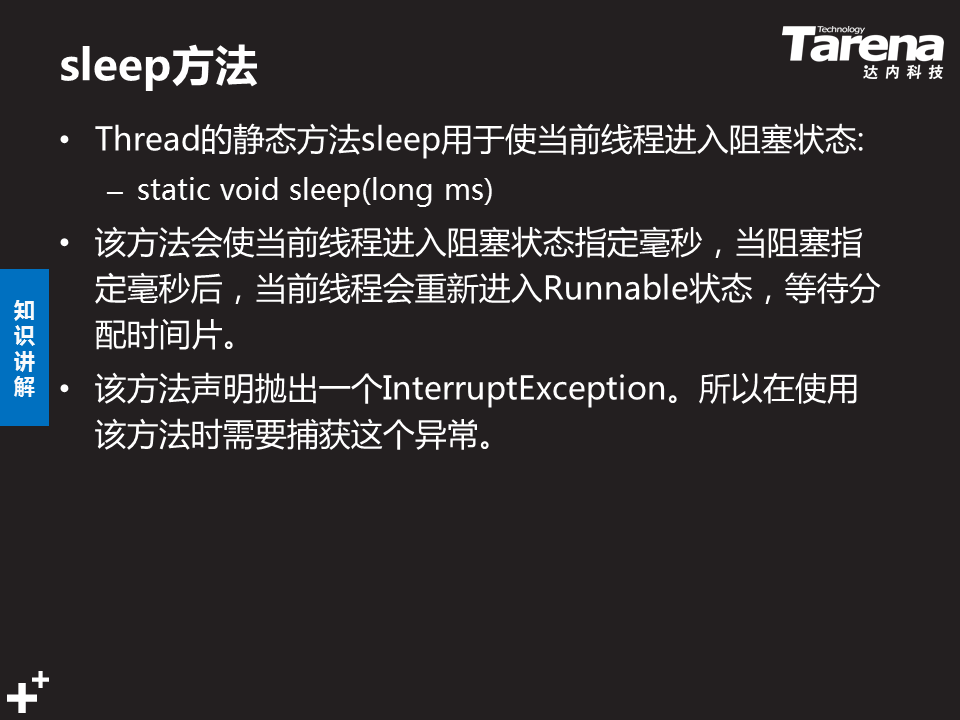 sleep方法
Technology
Tarena
达内科技
• Thread的静态方法sleep用于使当前线程进入阻塞状态:
– static void sleep(long ms)
• 该方法会使当前线程进入阻塞状态指定毫秒，当阻塞指
定毫秒后，当前线程会重新进入Runnable状态，等待分
配时间片。
• 该方法声明抛出一个InterruptException。所以在使用
该方法时需要捕获这个异常。
知
识
讲
解